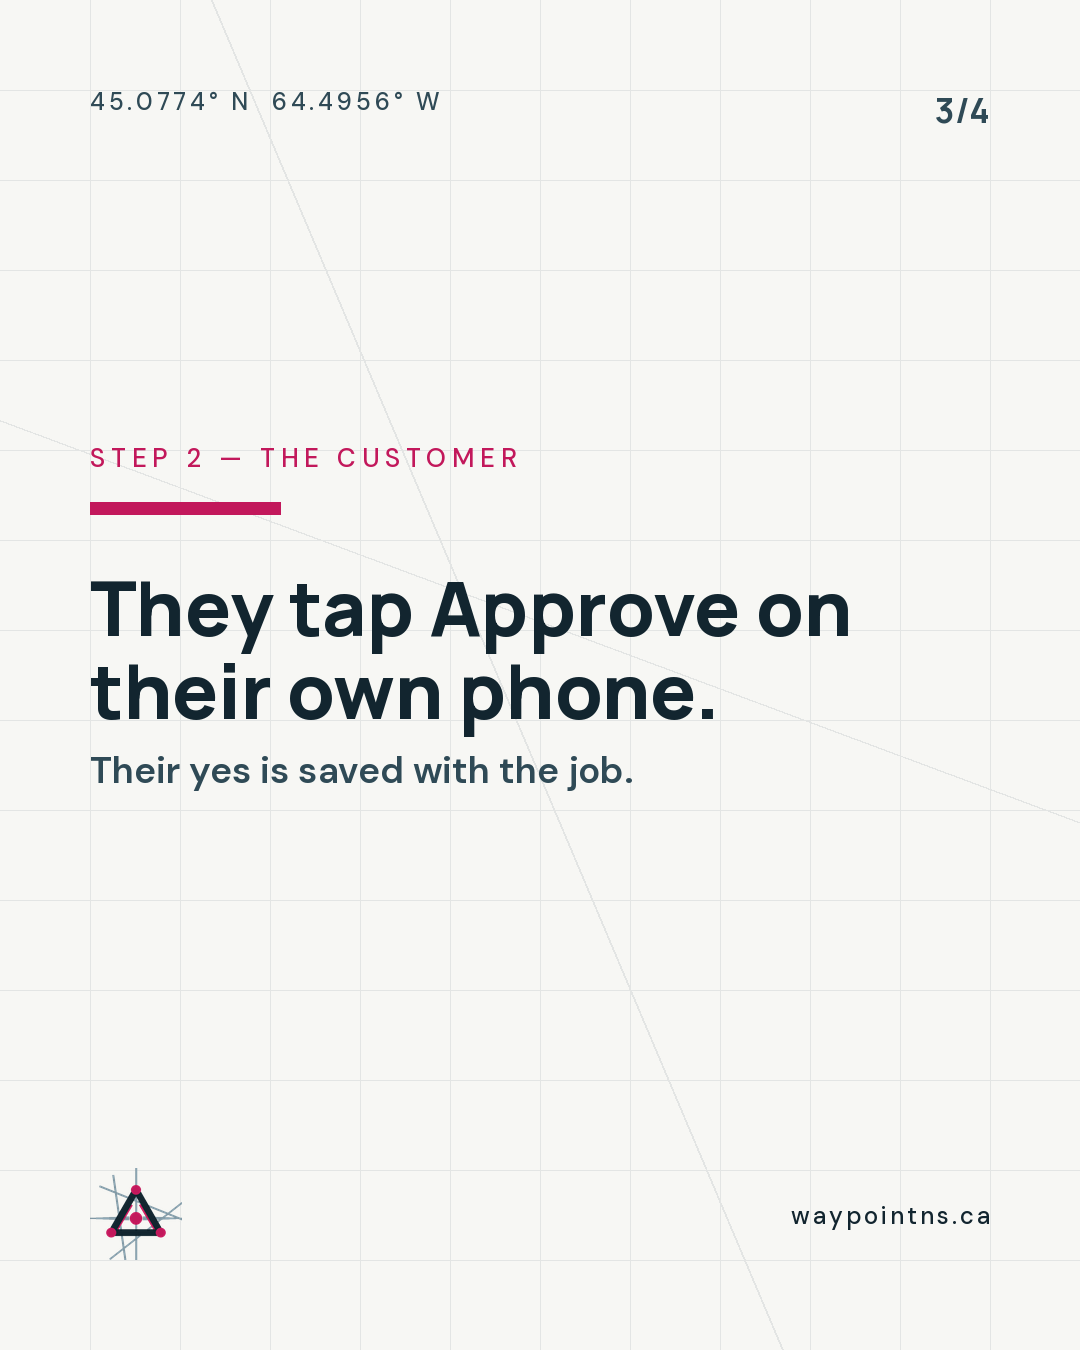 45.0774° N 64.4956° W
3/4
STEP 2 — THE CUSTOMER
They tap Approve on
their own phone.
Their yes is saved with the job.
waypointns.ca